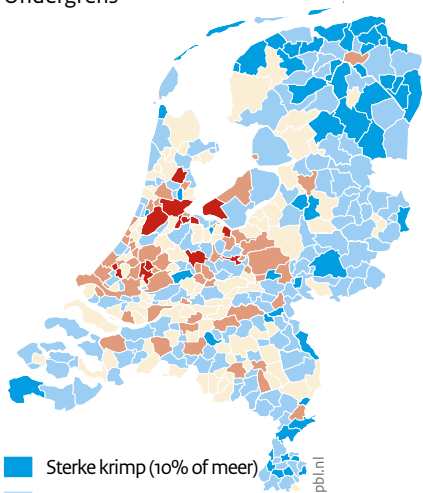 Ondergrens
Sterke krimp (10% of meer)
pbl.nl